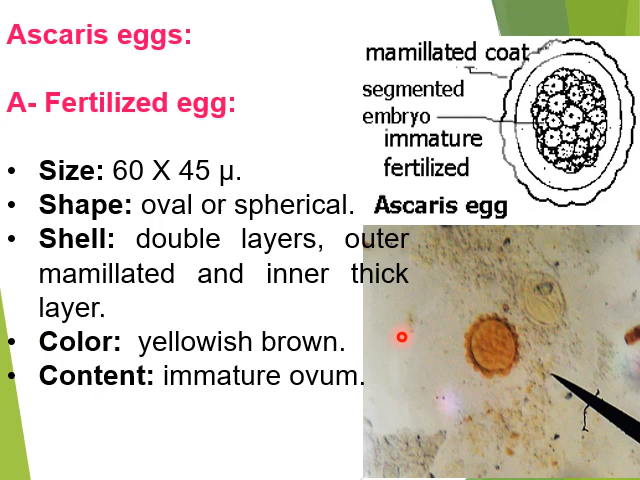 Ascaris eggs:
A- Fertilized egg:
• Size: 60 X 45 µ.
• Shape: oval or spherical.
• Shell: double layers, outer
mamillated and inner thick
layer.
• Color: yellowish brown.
• Content: immature ovum.
mamillated coat
segmented
embryo
immature
fertilized
Ascaris egg